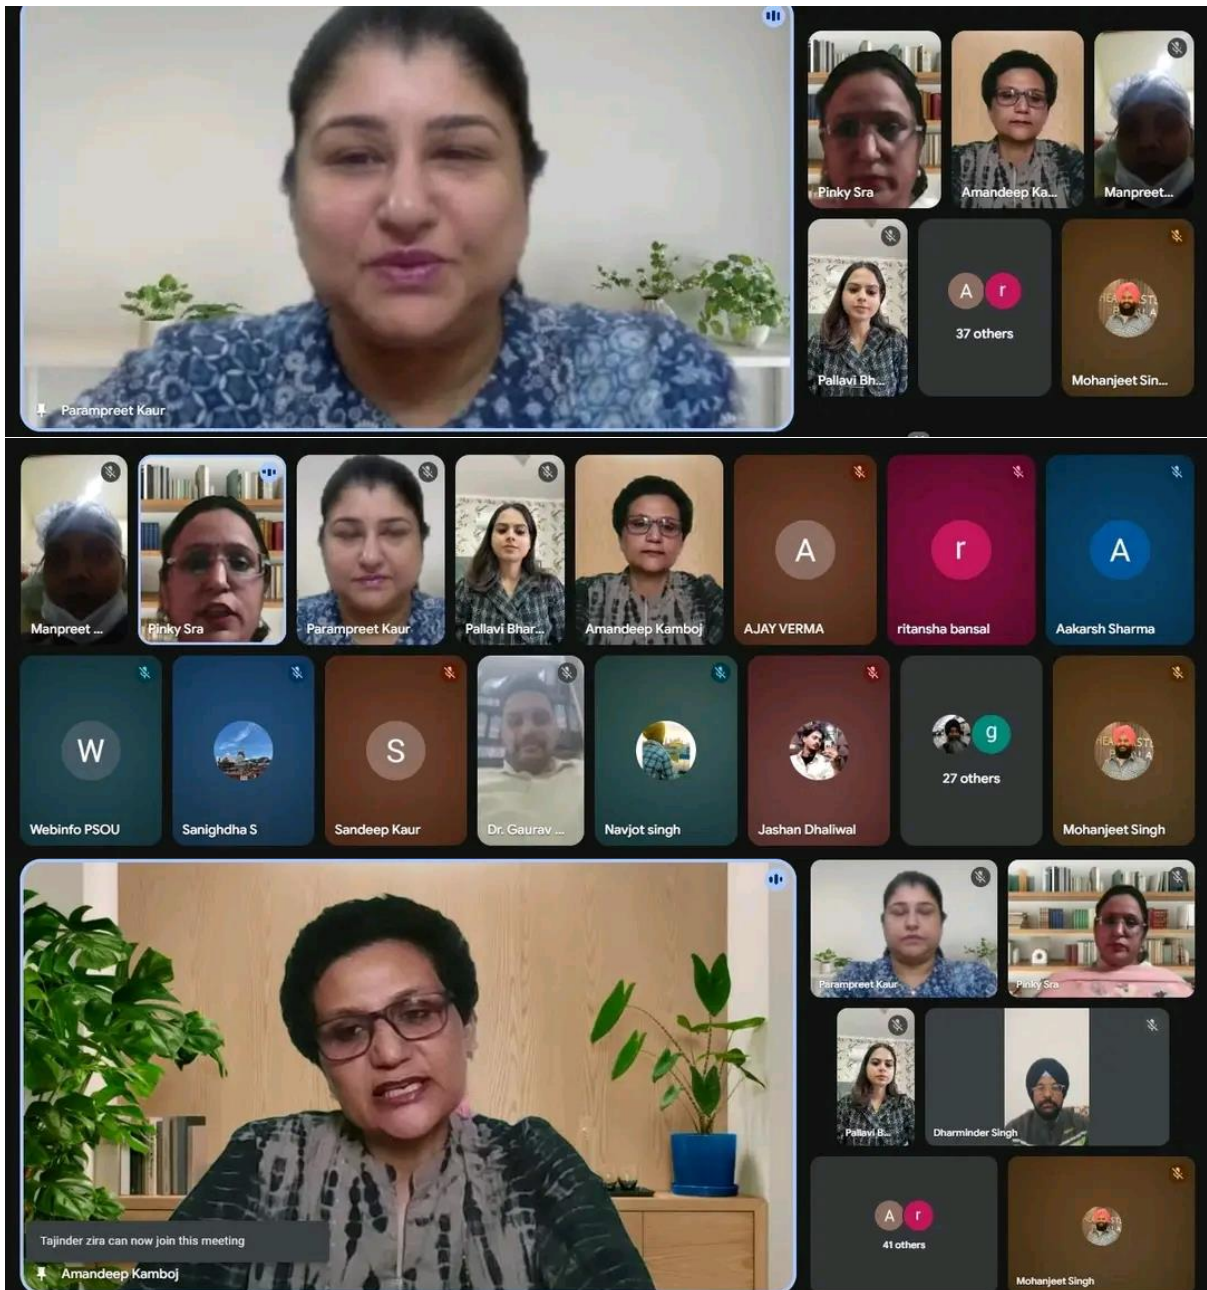 Pinky Sra
Amandeep Ka...
Manpreet...
Pallavi Bh...
A
r
37 others
Mohanjeet Sin...
Parampreet Kaur
Manpreet ...
Pinky Sra
Parampreet Kaur
Pallavi Bhar...
Amandeep Kamboj
A
AJAY VERMA
r
ritansha bansal
A
Aakarsh Sharma
W
Webinfo PSOU
Sanighdha S
S
Sandeep Kaur
Dr. Gaurav ...
Navjot singh
Jashan Dhaliwal
g
27 others
Mohanjeet Singh
Parampreet Kaur
Pinky Sra
Pallavi B...
Dharminder Singh
Tajinder zira can now join this meeting
Amandeep Kamboj
A
r
41 others
Mohanjeet Singh